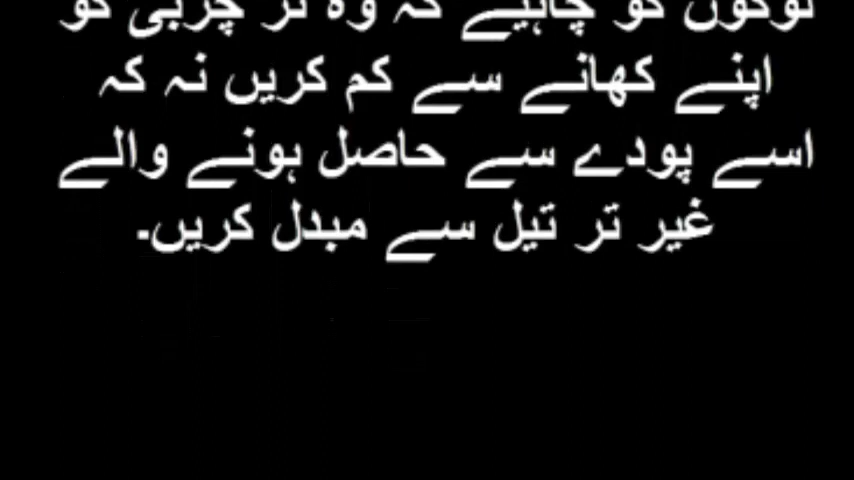 لوگوں کو چاہیے کہ وہ تر چربی کو
اپنے کھانے سے کم کریں نہ کہ
اسے پودے سے حاصل ہونے والے
غیر تر تیل سے مبدل کریں۔